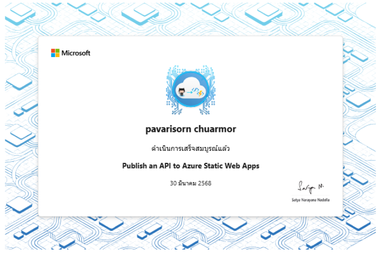 Microsoft
pavarisorn chuarmor
ดำเนินการเสร็จสมบูรณ์แล้ว
Publish an API to Azure Static Web Apps
30 มีนาคม 2568
Satya Narayana Nadella